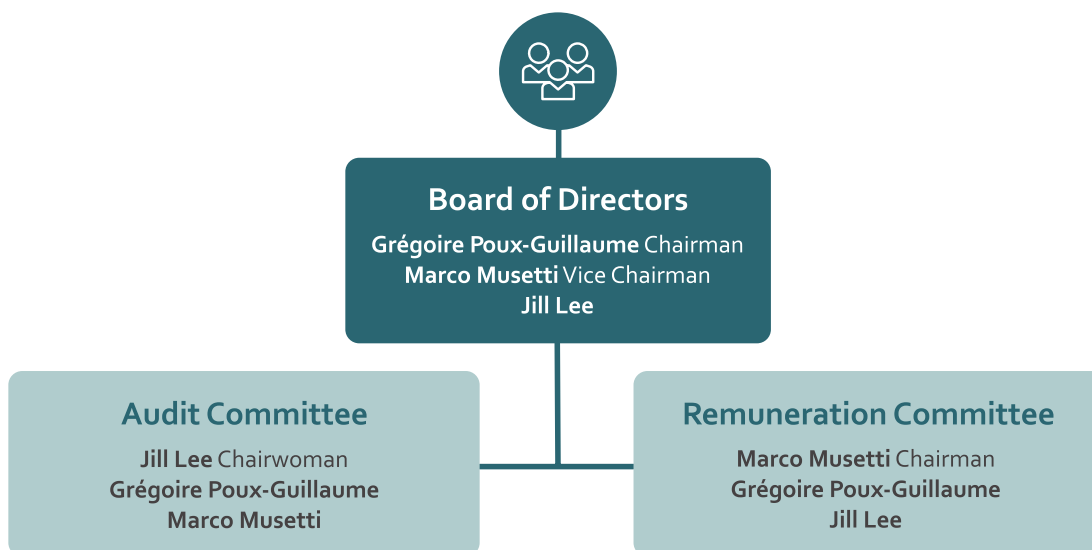 Board of Directors
Grégoire Poux-Guillaume Chairman
Marco Musetti Vice Chairman
Jill Lee
Audit Committee
Jill Lee Chairwoman
Grégoire Poux-Guillaume
Marco Musetti
Remuneration Committee
Marco Musetti Chairman
Grégoire Poux-Guillaume
Jill Lee